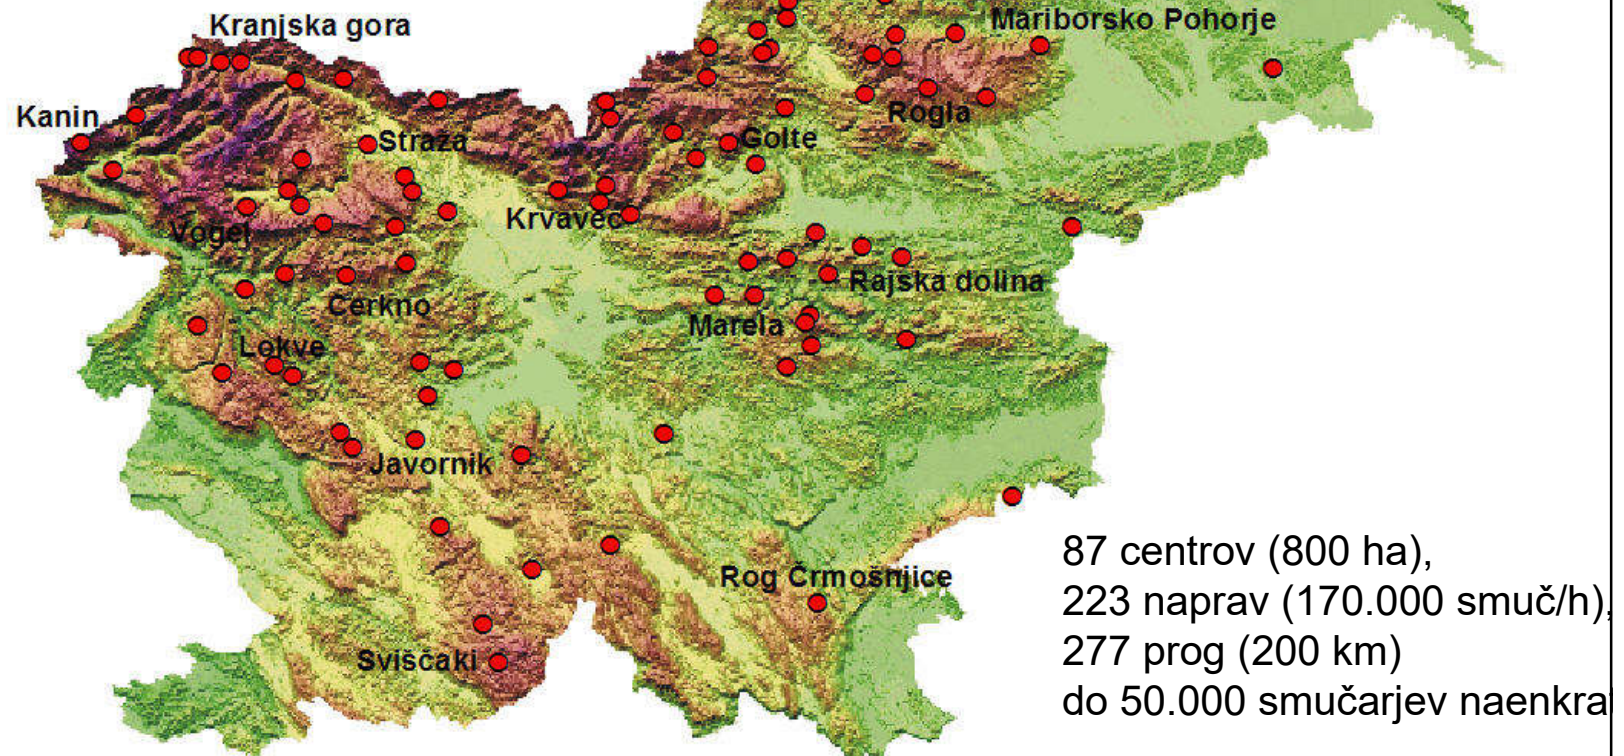 Kranjska gora
Mariborsko Pohorje
Kanin
Rogla
Straža
Golte
Krvavec
Vogel
Rajska dolina
Cerkno
Marela
Lokve
Javornik
Rog Črmošnjice
Sviščaki
87 centrov (800 ha),
223 naprav (170.000 smuč/h),
277 prog (200 km)
do 50.000 smučarjev naenkra